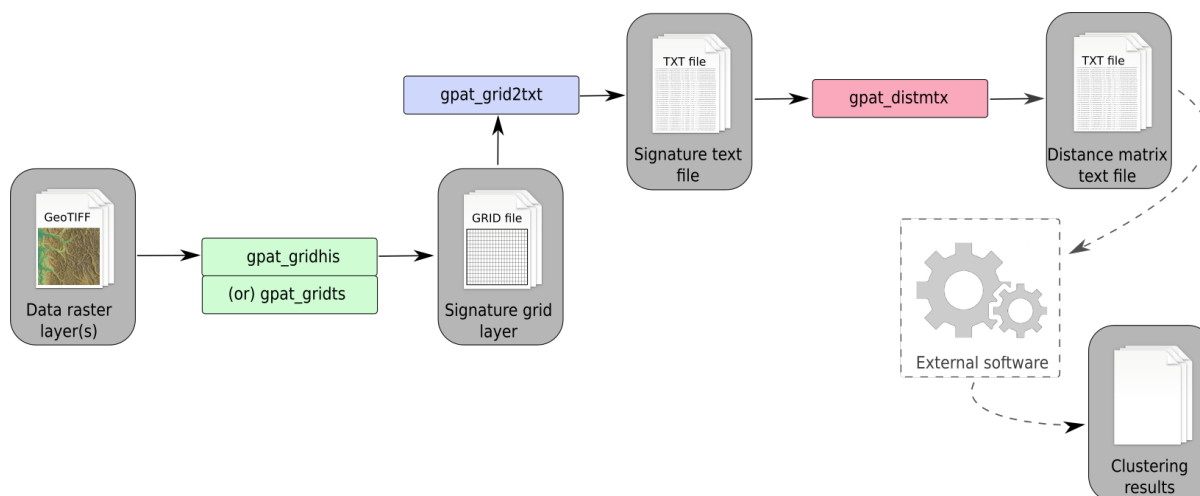 GeoTIFF
Data raster
layer(s)
gpat_gridhis
(or) gpat_gridts
GRID file
Signature grid
layer
gpat_grid2txt
TXT file
Signature text
file
gpat_distmtx
TXT file
Distance matrix
text file
External software
Clustering
results